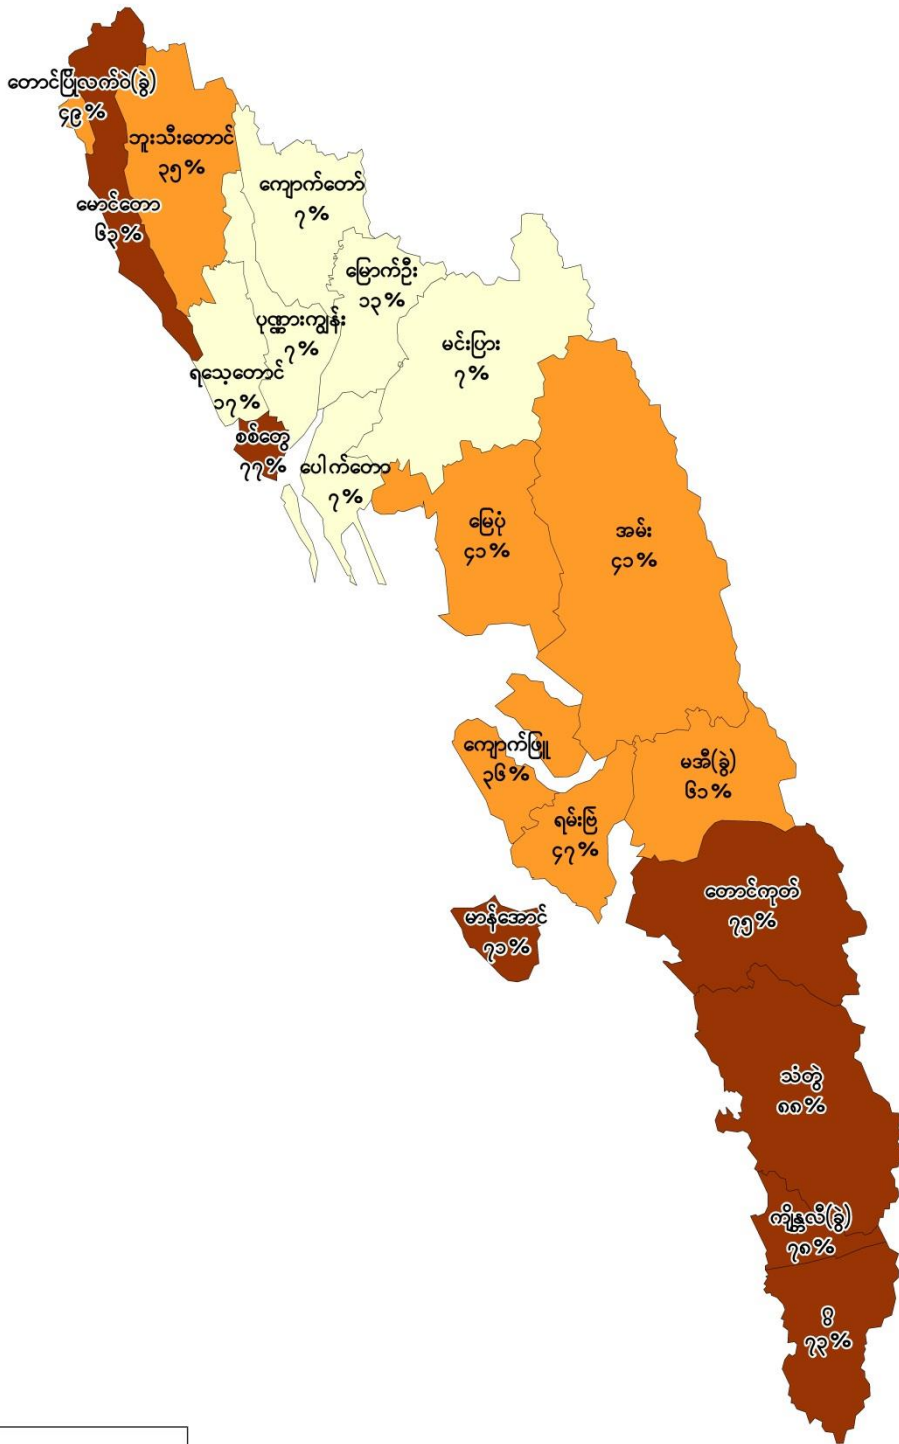 တောင်ပြိုလက်ဝဲ(ခွဲ)
၄၉%
ဘူးသီးတောင်
၃၅%
ကျောက်တော်
၇%
မောင်တော
၆၃%
မြောက်ဦး
၁၃%
ပုဏ္ဏားကျွန်း
၇%
မင်းပြား
၇%
ရသေ့တောင်
၁၇%
စစ်တွေ
၇၇%
ပေါက်တော
၇%
မြေပုံ
၄၁%
အမ်း
၄၁%
ကျောက်ဖြူ
၃၆%
မအီ(ခွဲ)
၆၁%
ရမ်းဗြဲ
၄၇%
တောင်ကုတ်
၇၅%
မာန်အောင်
၇၁%
သံတွဲ
၈၈%
ကျိန္တလီ(ခွဲ)
၇၈%
ဂွ
၇၃%